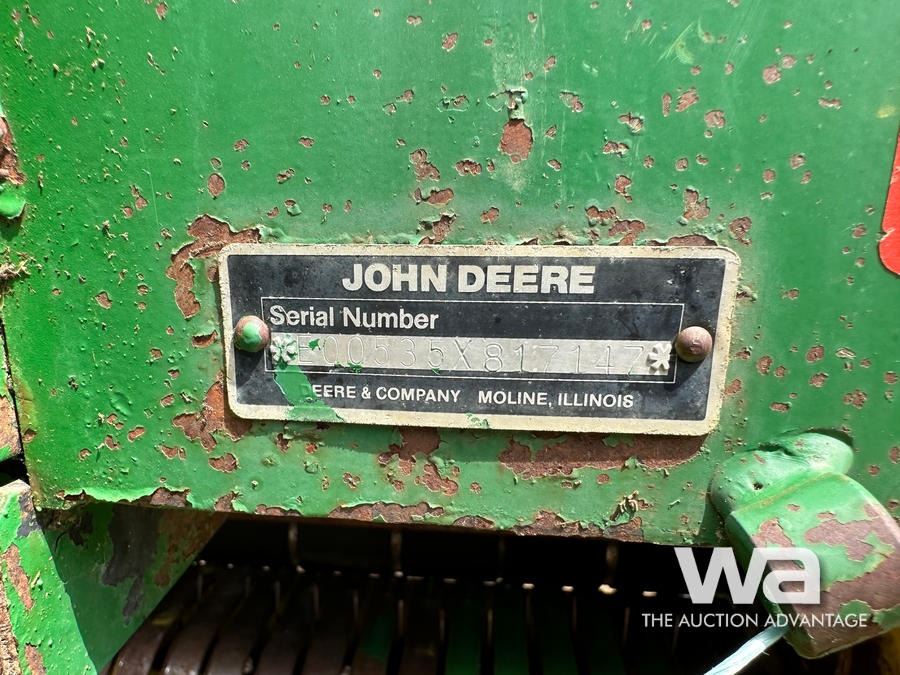 JOHN DEERE
Serial Number
*E00535X817147*
DEERE & COMPANY MOLINE, ILLINOIS
wa
THE AUCTION ADVANTAGE